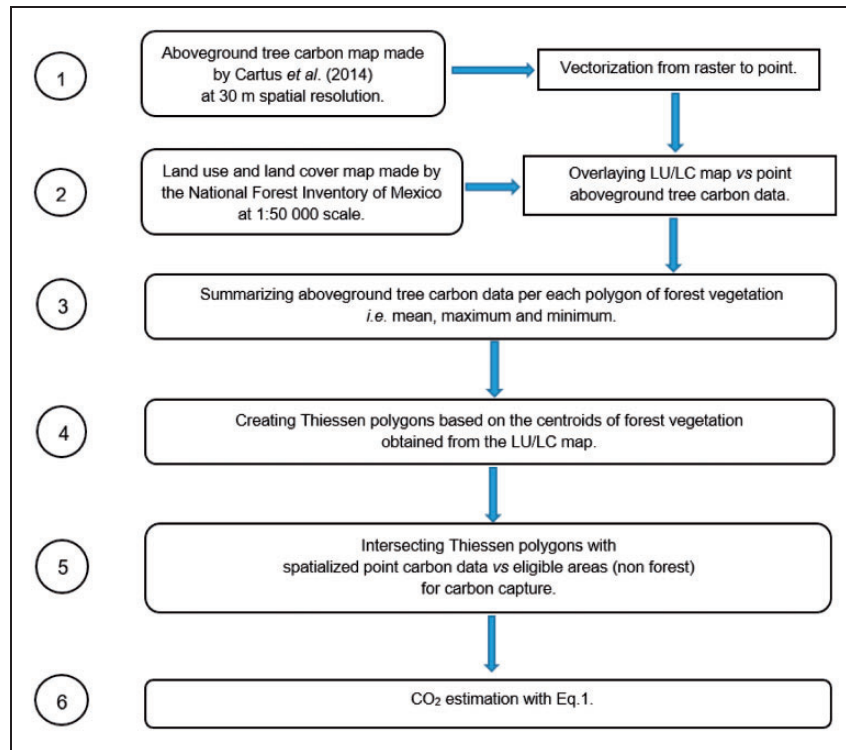 1
Aboveground tree carbon map made
by Cartus et al. (2014)
at 30 m spatial resolution.
Vectorization from raster to point.
2
Land use and land cover map made by
the National Forest Inventory of Mexico
at 1:50 000 scale.
Overlaying LU/LC map vs point
aboveground tree carbon data.
3
Summarizing aboveground tree carbon data per each polygon of forest vegetation
i.e. mean, maximum and minimum.
4
Creating Thiessen polygons based on the centroids of forest vegetation
obtained from the LU/LC map.
5
Intersecting Thiessen polygons with
spatialized point carbon data vs eligible areas (non forest)
for carbon capture.
6
CO₂ estimation with Eq.1.